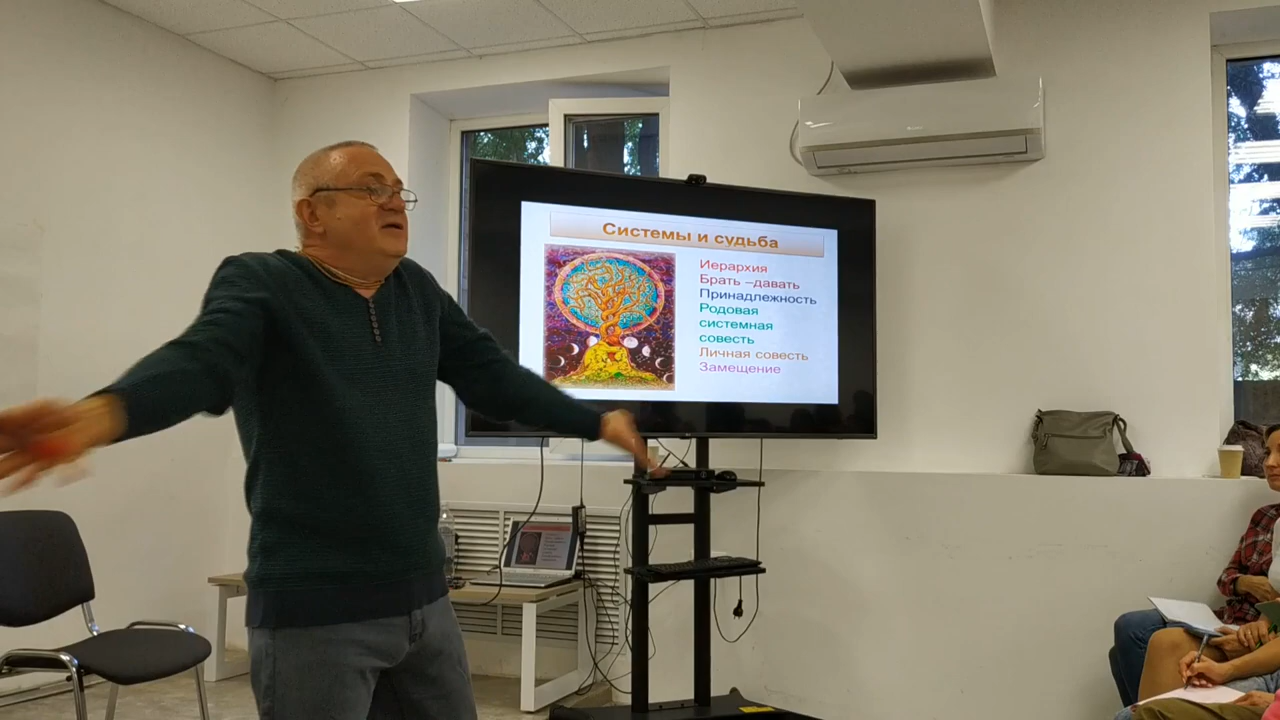 Системы и судьба
Иерархия
Брать –давать
Принадлежность
Родовая
системная
совесть
Личная совесть
Замещение